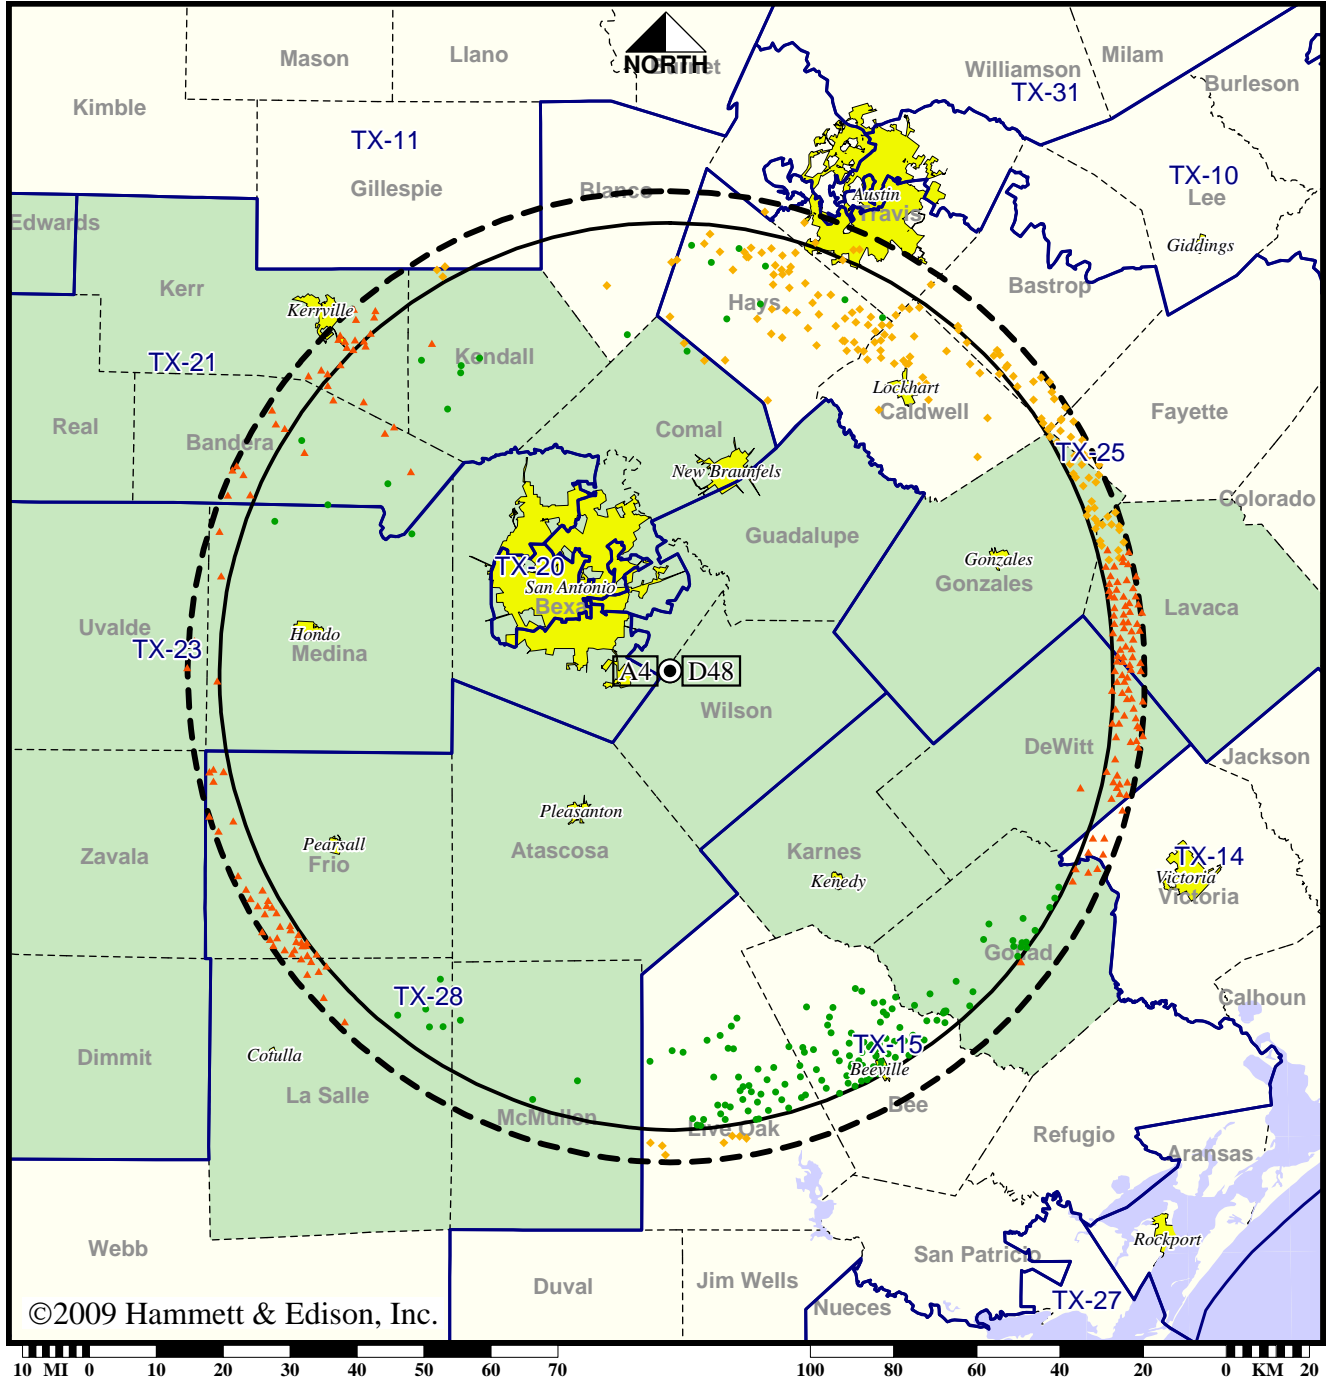 Mason
Llano
NORTH
Burnet
Williamson
Milam
TX-31
Burleson
Kimble
TX-11
Gillespie
Blanco
Austin
Travis
TX-10
Lee
Giddings
Edwards
Kerr
Kerrville
Hays
Bastrop
TX-21
Kendall
Lockhart
Caldwell
Fayette
Real
Bandera
Comal
TX-25
New Braunfels
Colorado
Guadalupe
TX-20
San Antonio
Bexa
Gonzales
Gonzales
Lavaca
Uvalde
TX-23
Hondo
Medina
A4
D48
Wilson
DeWitt
Jackson
Pleasanton
Atascosa
Pearsall
Frio
Zavala
Karnes
Kenedy
TX-14
Victoria
Victoria
Goliad
TX-28
Calhoun
Dimmit
Cotulla
La Salle
TX-15
Beeville
Bee
McMullen
Live Oak
Refugio
Aransas
Webb
Duval
Jim Wells
San Patricio
Rockport
Nueces
TX-27
©2009 Hammett & Edison, Inc.
10 MI 0 10 20 30 40 50 60 70
100 80 60 40 20 0 KM 20